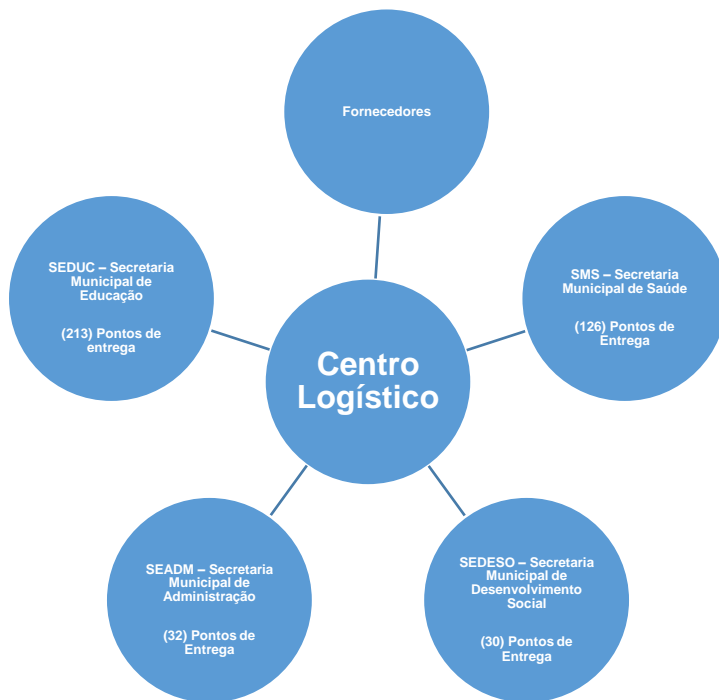 Fornecedores
SEDUC – Secretaria
Municipal de
Educação
(213) Pontos de
entrega
SMS – Secretaria
Municipal de Saúde
(126) Pontos de
Entrega
Centro
Logístico
SEADM – Secretaria
Municipal de
Administração
(32) Pontos de
Entrega
SEDESO – Secretaria
Municipal de
Desenvolvimento
Social
(30) Pontos de
Entrega